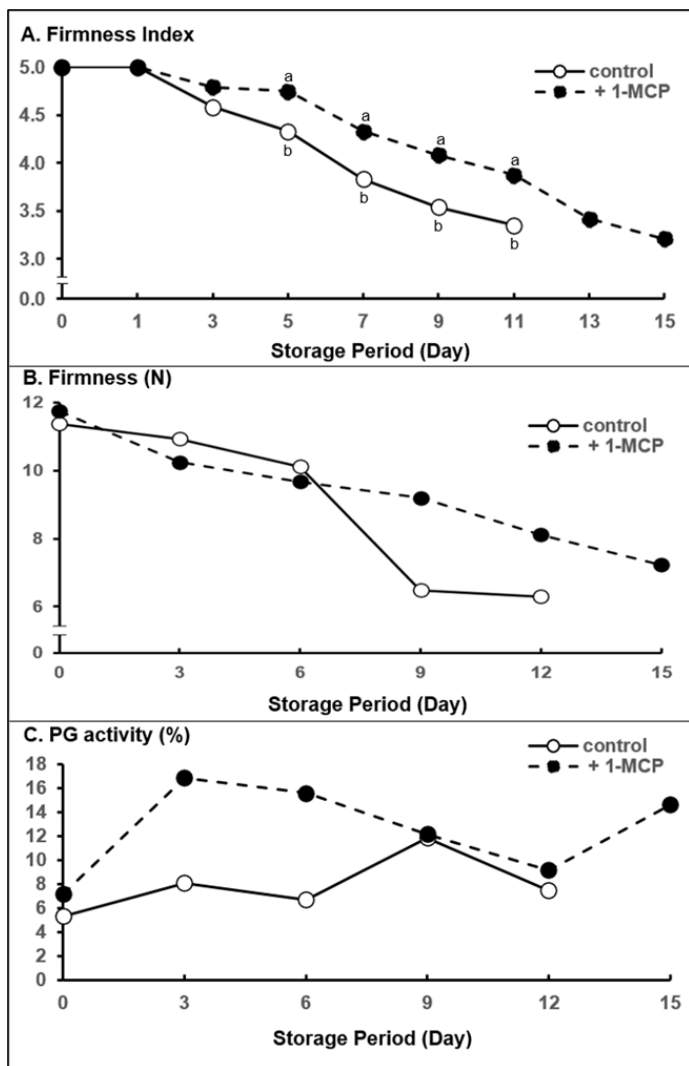 A. Firmness Index
control
+ 1-MCP
5.0
4.5
4.0
3.5
3.0
0.0
a
a
a
a
b
b
b
b
0 1 3 5 7 9 11 13 15
Storage Period (Day)
B. Firmness (N)
control
+ 1-MCP
12
10
8
6
0
0 3 6 9 12 15
Storage Period (Day)
C. PG activity (%)
control
+ 1-MCP
18
16
14
12
10
8
6
4
2
0
0 3 6 9 12 15
Storage Period (Day)